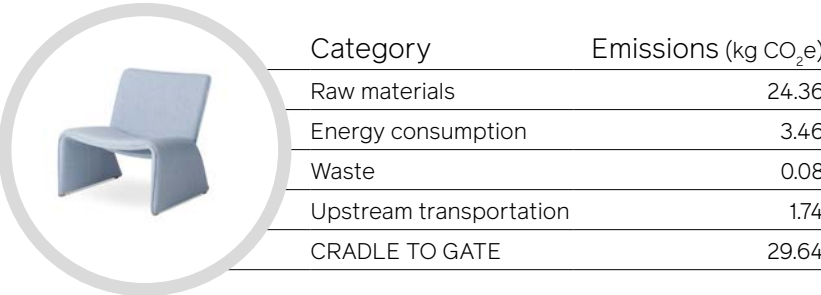 Category Emissions (kg CO₂e)
Raw materials 24.36
Energy consumption 3.46
Waste 0.08
Upstream transportation 1.74
CRADLE TO GATE 29.64